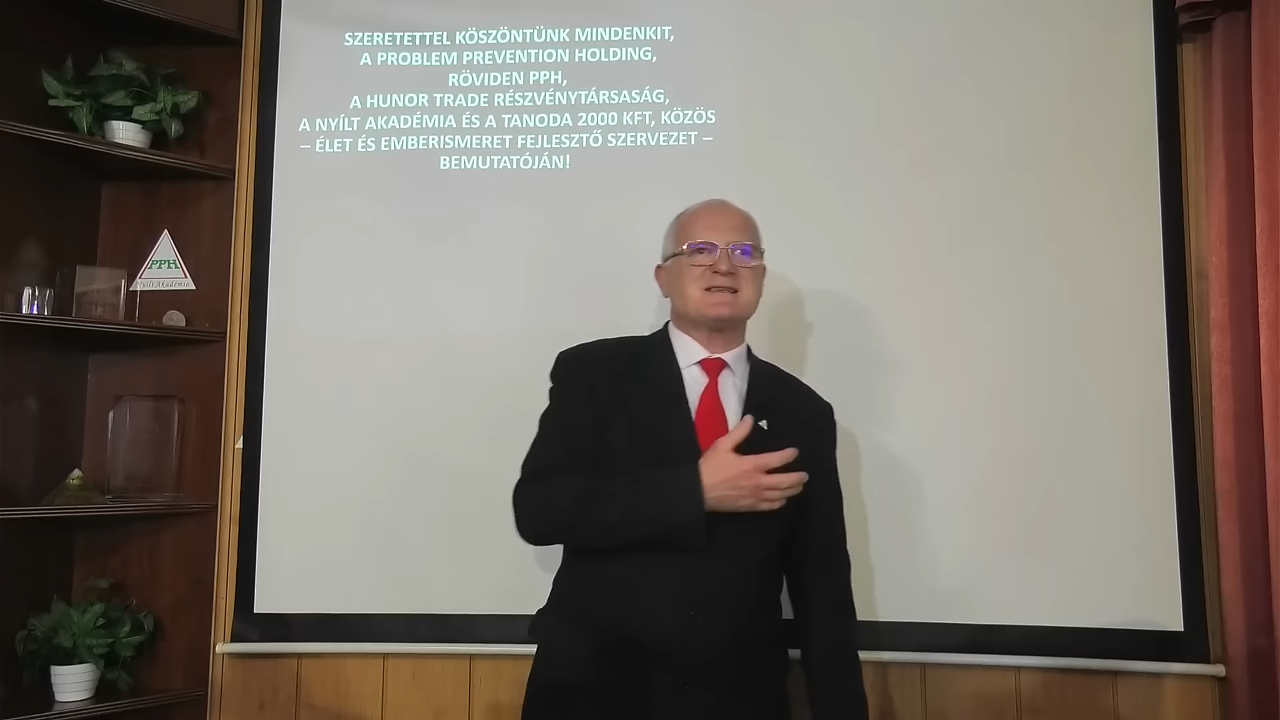 SZERETETTEL KÖSZÖNTÜNK MINDENKIT,
A PROBLEM PREVENTION HOLDING,
RÖVIDEN PPH,
A HUNOR TRADE RÉSZVÉNYTÁRSASÁG,
A NYÍLT AKADÉMIA ÉS A TANODA 2000 KFT, KÖZÖS
– ÉLET ÉS EMBERISMERET FEJLESZTŐ SZERVEZET –
BEMUTATÓJÁN!
PPH
Nyílt Akadémia